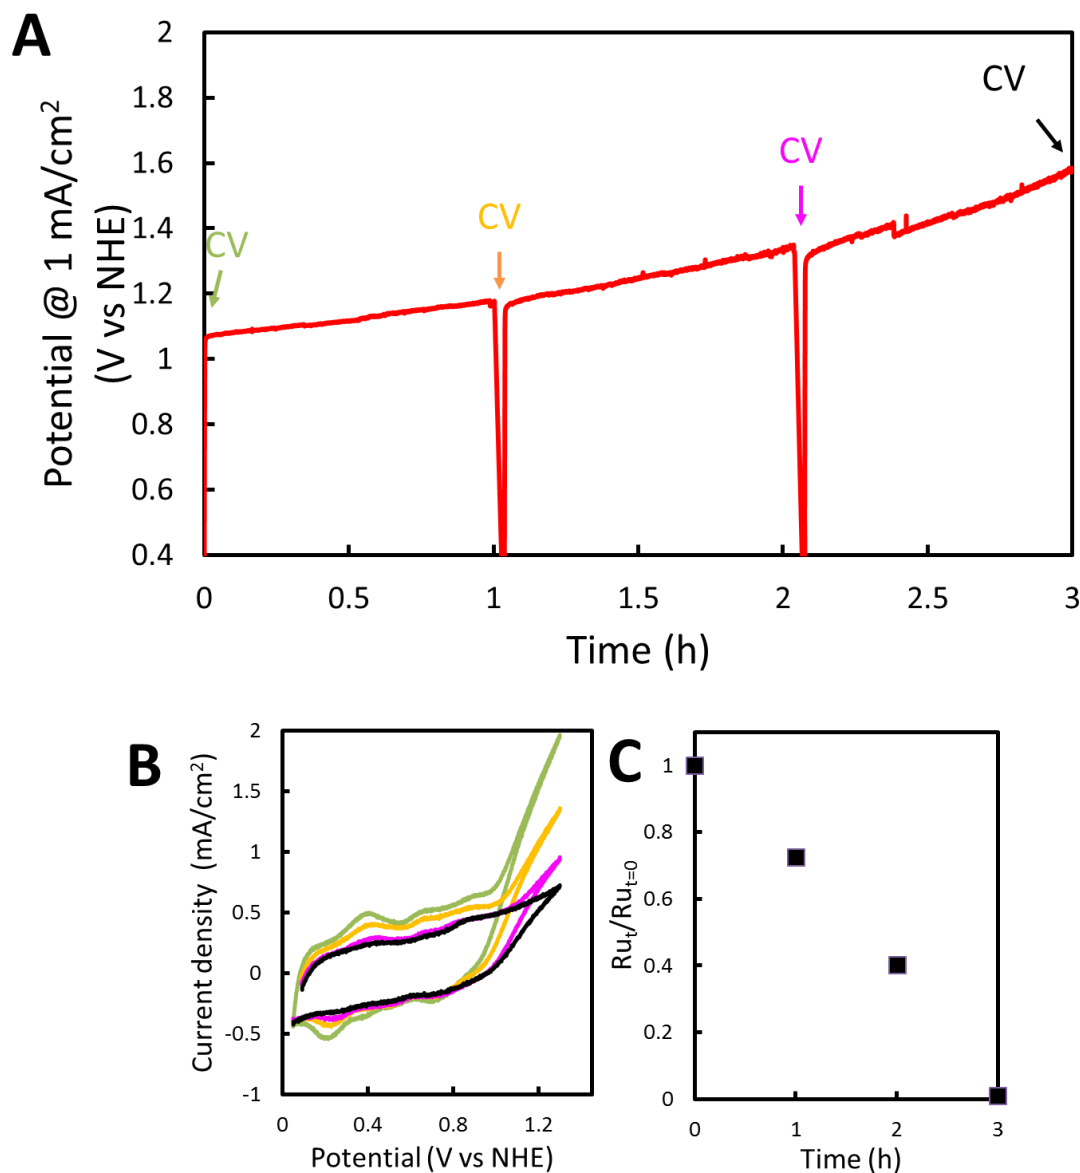 A
Potential @ 1 mA/cm²
(V vs NHE)
2
1.8
1.6
1.4
1.2
1
0.8
0.6
0.4
CV
CV
CV
CV
0
0.5
1
1.5
2
2.5
3
Time (h)
B
Current density (mA/cm²)
2
1.5
1
0.5
0
-0.5
-1
0
0.4
0.8
1.2
Potential (V vs NHE)
C
Ruₜ/Ruₜ₌₀
1
0.8
0.6
0.4
0.2
0
0
1
2
3
Time (h)